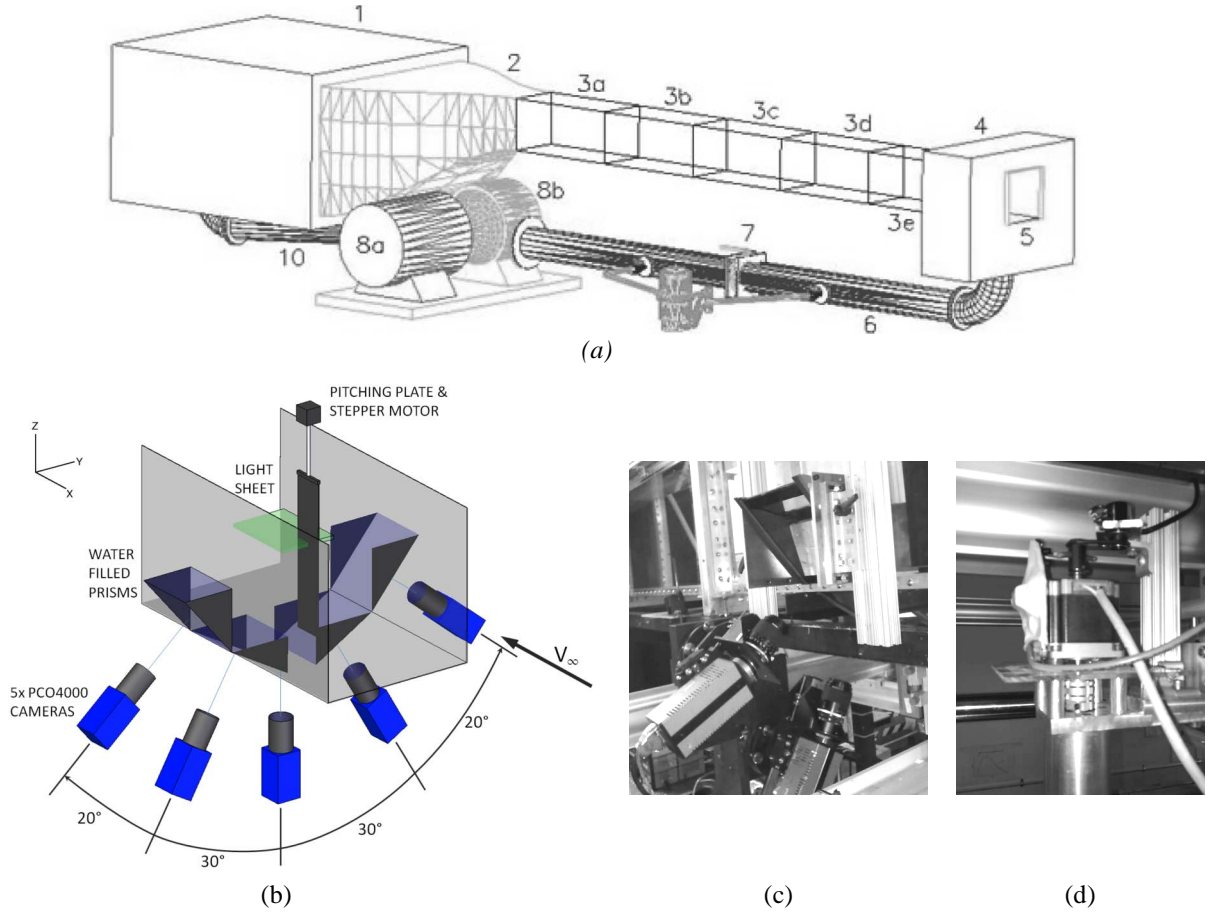 1
2
3a
3b
3c
3d
4
8b
7
3e
5
8a
10
6
(a)
PITCHING PLATE &
STEPPER MOTOR
Z
Y
X
LIGHT
SHEET
WATER
FILLED
PRISMS
V∞
5x PCO4000
CAMERAS
20°
20°
30°
30°
(b)
(c)
(d)